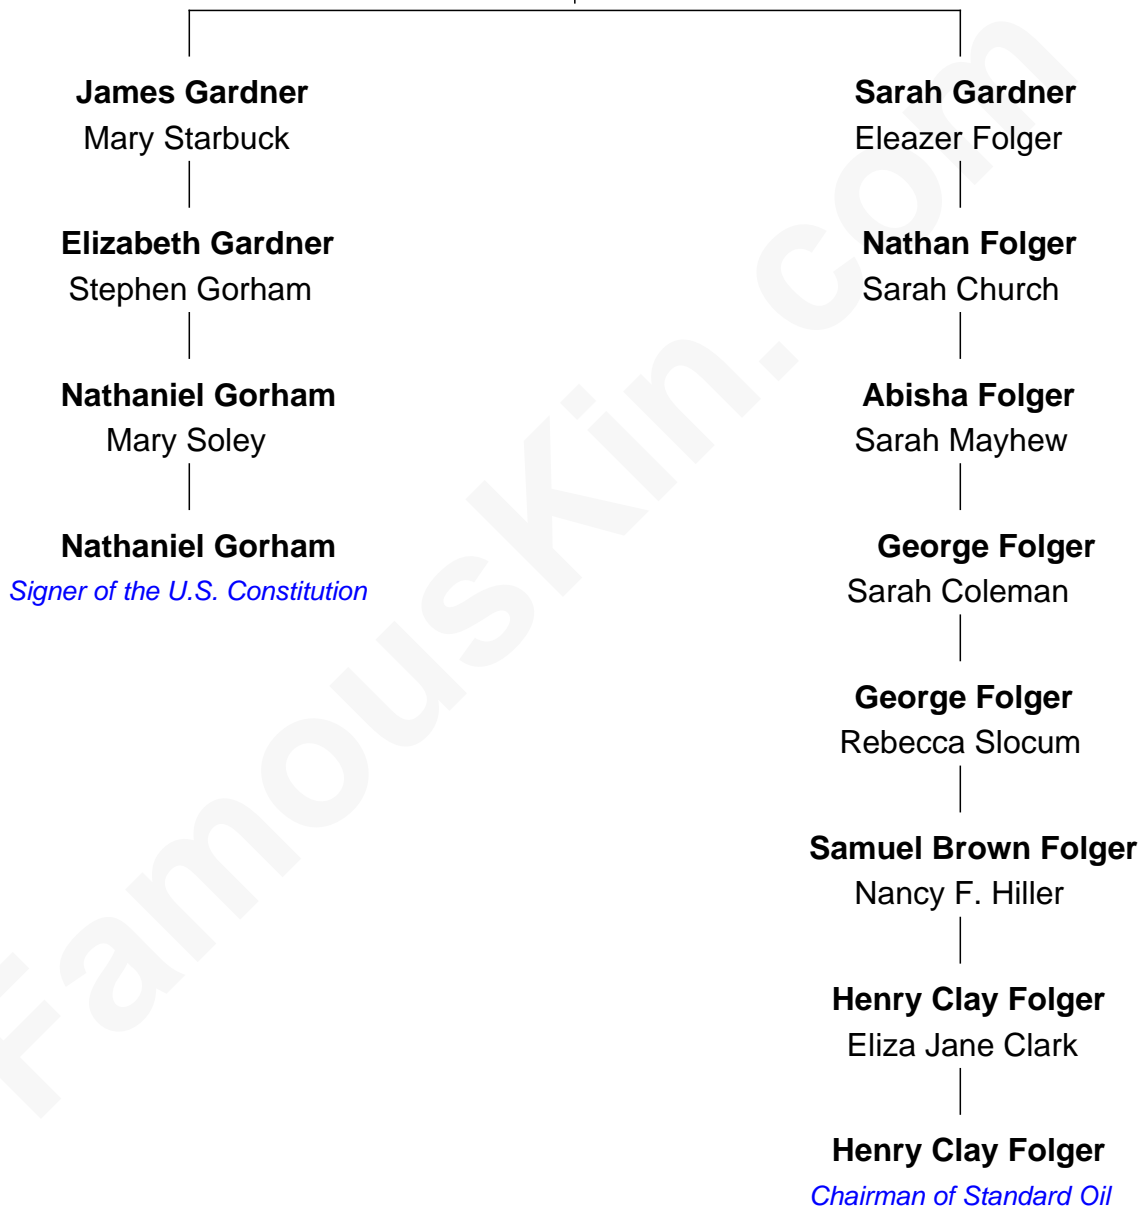 James Gardner
Mary Starbuck
Elizabeth Gardner
Stephen Gorham
Nathaniel Gorham
Mary Soley
Nathaniel Gorham
Signer of the U.S. Constitution
Sarah Gardner
Eleazer Folger
Nathan Folger
Sarah Church
Abisha Folger
Sarah Mayhew
George Folger
Sarah Coleman
George Folger
Rebecca Slocum
Samuel Brown Folger
Nancy F. Hiller
Henry Clay Folger
Eliza Jane Clark
Henry Clay Folger
Chairman of Standard Oil
FamousKin.com